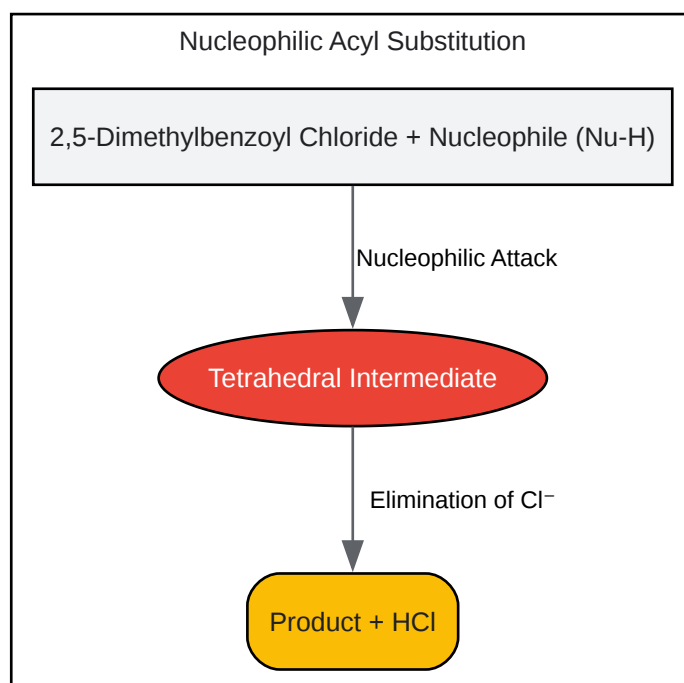 Nucleophilic Acyl Substitution
2,5-Dimethylbenzoyl Chloride + Nucleophile (Nu-H)
Nucleophilic Attack
Tetrahedral Intermediate
Elimination of Cl⁻
Product + HCl